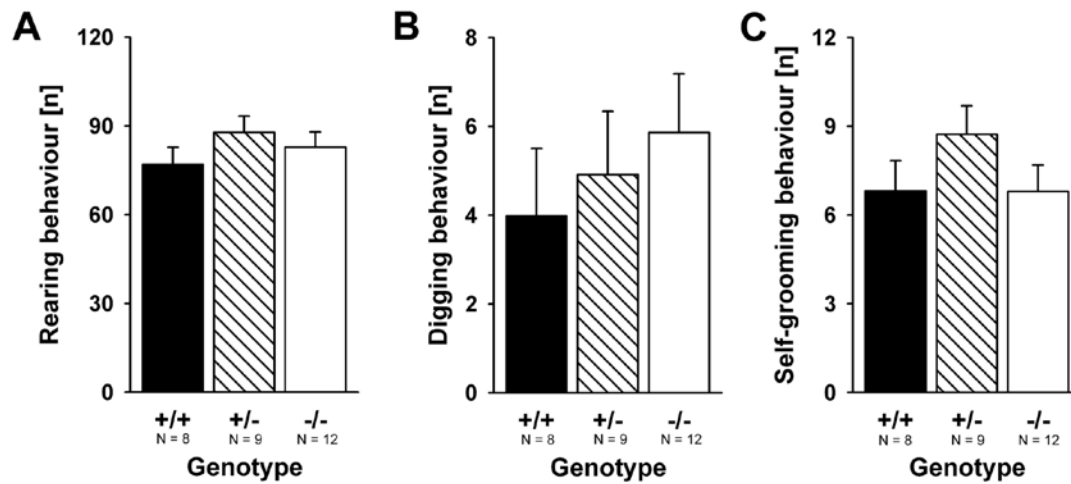 A
Rearing behaviour [n]
120
90
60
30
0
+/+ +/- -/-
N = 8 N = 9 N = 12
Genotype
B
Digging behaviour [n]
8
6
4
2
0
+/+ +/- -/-
N = 8 N = 9 N = 12
Genotype
C
Self-grooming behaviour [n]
12
9
6
3
0
+/+ +/- -/-
N = 8 N = 9 N = 12
Genotype